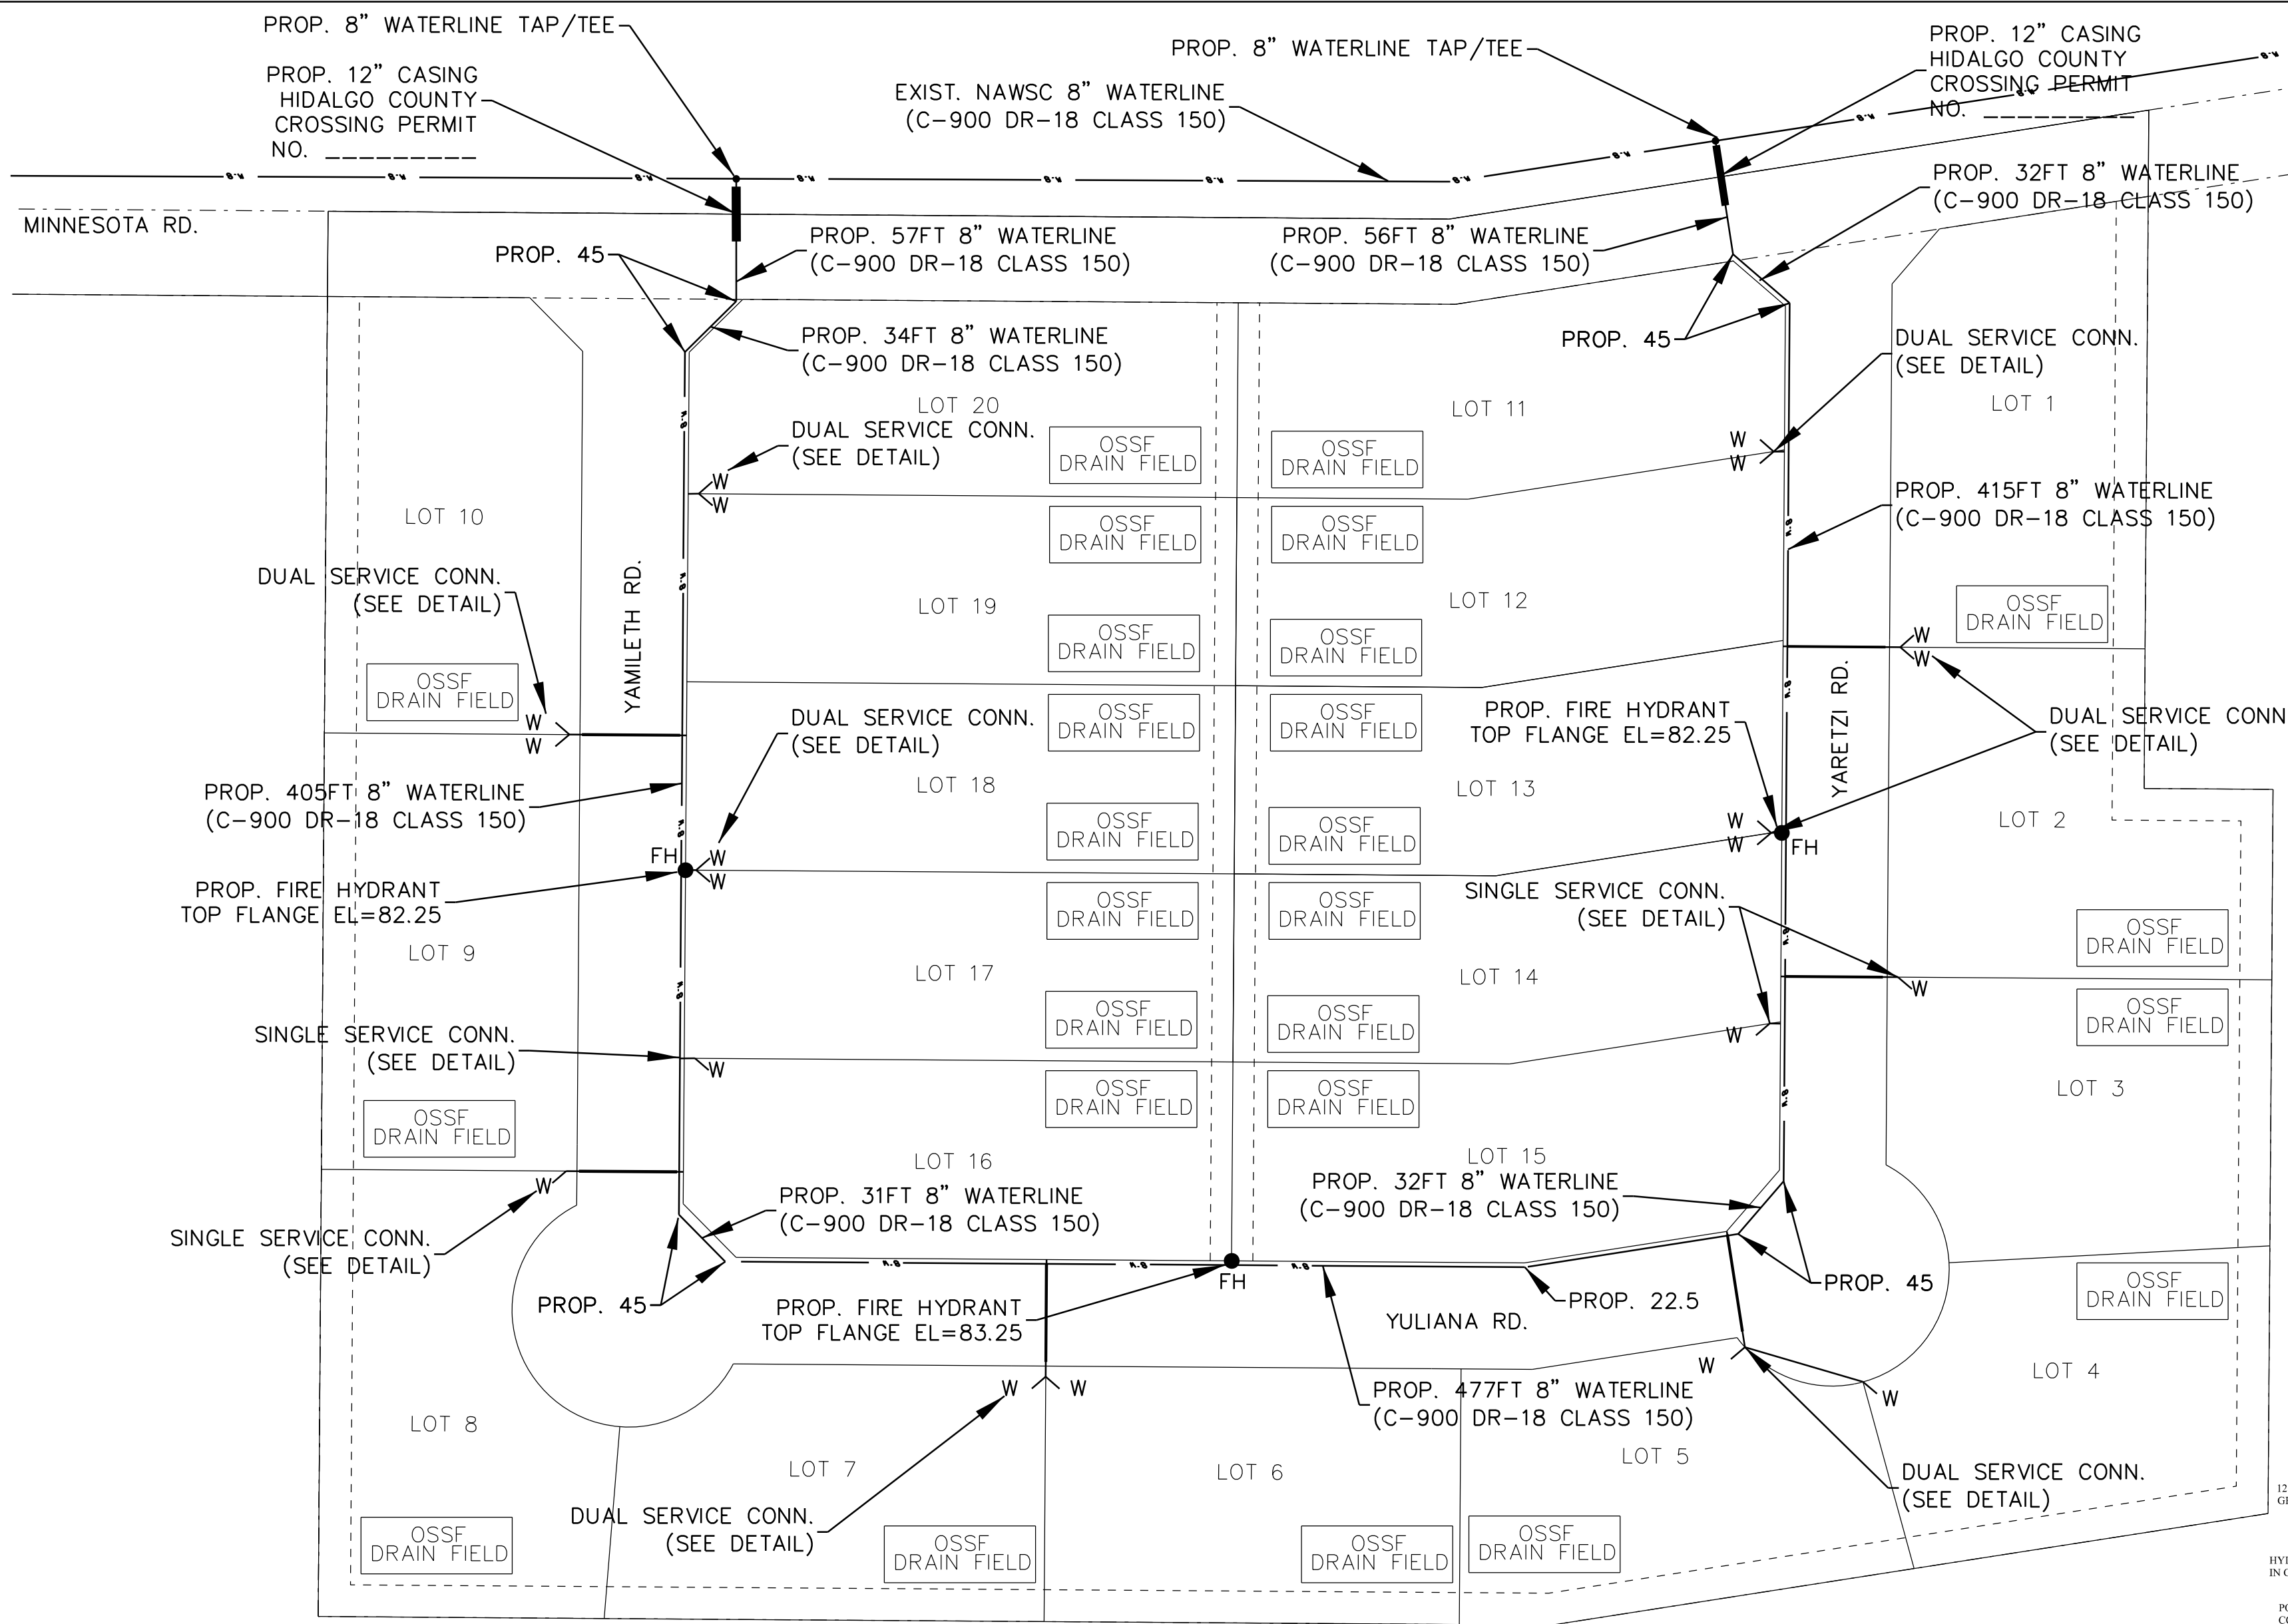 PROP. 8” WATERLINE TAP/TEE
PROP. 12” CASING
HIDALGO COUNTY
CROSSING PERMIT
NO. _________
EXIST. NAWSC 8” WATERLINE
(C-900 DR-18 CLASS 150)
PROP. 8” WATERLINE TAP/TEE
PROP. 12” CASING
HIDALGO COUNTY
CROSSING PERMIT
NO. _________
MINNESOTA RD.
PROP. 45
PROP. 57FT 8” WATERLINE
(C-900 DR-18 CLASS 150)
PROP. 56FT 8” WATERLINE
(C-900 DR-18 CLASS 150)
PROP. 32FT 8” WATERLINE
(C-900 DR-18 CLASS 150)
PROP. 34FT 8” WATERLINE
(C-900 DR-18 CLASS 150)
PROP. 45
DUAL SERVICE CONN.
(SEE DETAIL)
LOT 1
LOT 20
LOT 11
DUAL SERVICE CONN.
(SEE DETAIL)
OSSF
DRAIN FIELD
OSSF
DRAIN FIELD
W
W
W
W
PROP. 415FT 8” WATERLINE
(C-900 DR-18 CLASS 150)
LOT 10
OSSF
DRAIN FIELD
OSSF
DRAIN FIELD
DUAL SERVICE CONN.
(SEE DETAIL)
YAMILETH RD.
LOT 19
LOT 12
OSSF
DRAIN FIELD
OSSF
DRAIN FIELD
OSSF
DRAIN FIELD
W
W
OSSF
DRAIN FIELD
W
W
YARETZI RD.
OSSF
DRAIN FIELD
OSSF
DRAIN FIELD
DUAL SERVICE CONN.
(SEE DETAIL)
PROP. FIRE HYDRANT
TOP FLANGE EL=82.25
DUAL SERVICE CONN
(SEE DETAIL)
PROP. 405FT 8” WATERLINE
(C-900 DR-18 CLASS 150)
LOT 18
LOT 13
LOT 2
OSSF
DRAIN FIELD
OSSF
DRAIN FIELD
W
W
FH
FH
W
W
PROP. FIRE HYDRANT
TOP FLANGE EL=82.25
OSSF
DRAIN FIELD
OSSF
DRAIN FIELD
SINGLE SERVICE CONN.
(SEE DETAIL)
OSSF
DRAIN FIELD
LOT 9
LOT 17
LOT 14
W
OSSF
DRAIN FIELD
OSSF
DRAIN FIELD
OSSF
DRAIN FIELD
SINGLE SERVICE CONN.
(SEE DETAIL)
W
W
OSSF
DRAIN FIELD
OSSF
DRAIN FIELD
OSSF
DRAIN FIELD
LOT 3
LOT 16
LOT 15
W
PROP. 31FT 8” WATERLINE
(C-900 DR-18 CLASS 150)
PROP. 32FT 8” WATERLINE
(C-900 DR-18 CLASS 150)
SINGLE SERVICE CONN.
(SEE DETAIL)
PROP. 45
PROP. FIRE HYDRANT
TOP FLANGE EL=83.25
FH
PROP. 22.5
PROP. 45
OSSF
DRAIN FIELD
YULIANA RD.
W
W
W
W
LOT 4
PROP. 477FT 8” WATERLINE
(C-900 DR-18 CLASS 150)
LOT 8
LOT 7
LOT 6
LOT 5
DUAL SERVICE CONN.
(SEE DETAIL)
DUAL SERVICE CONN.
(SEE DETAIL)
OSSF
DRAIN FIELD
OSSF
DRAIN FIELD
OSSF
DRAIN FIELD
OSSF
DRAIN FIELD